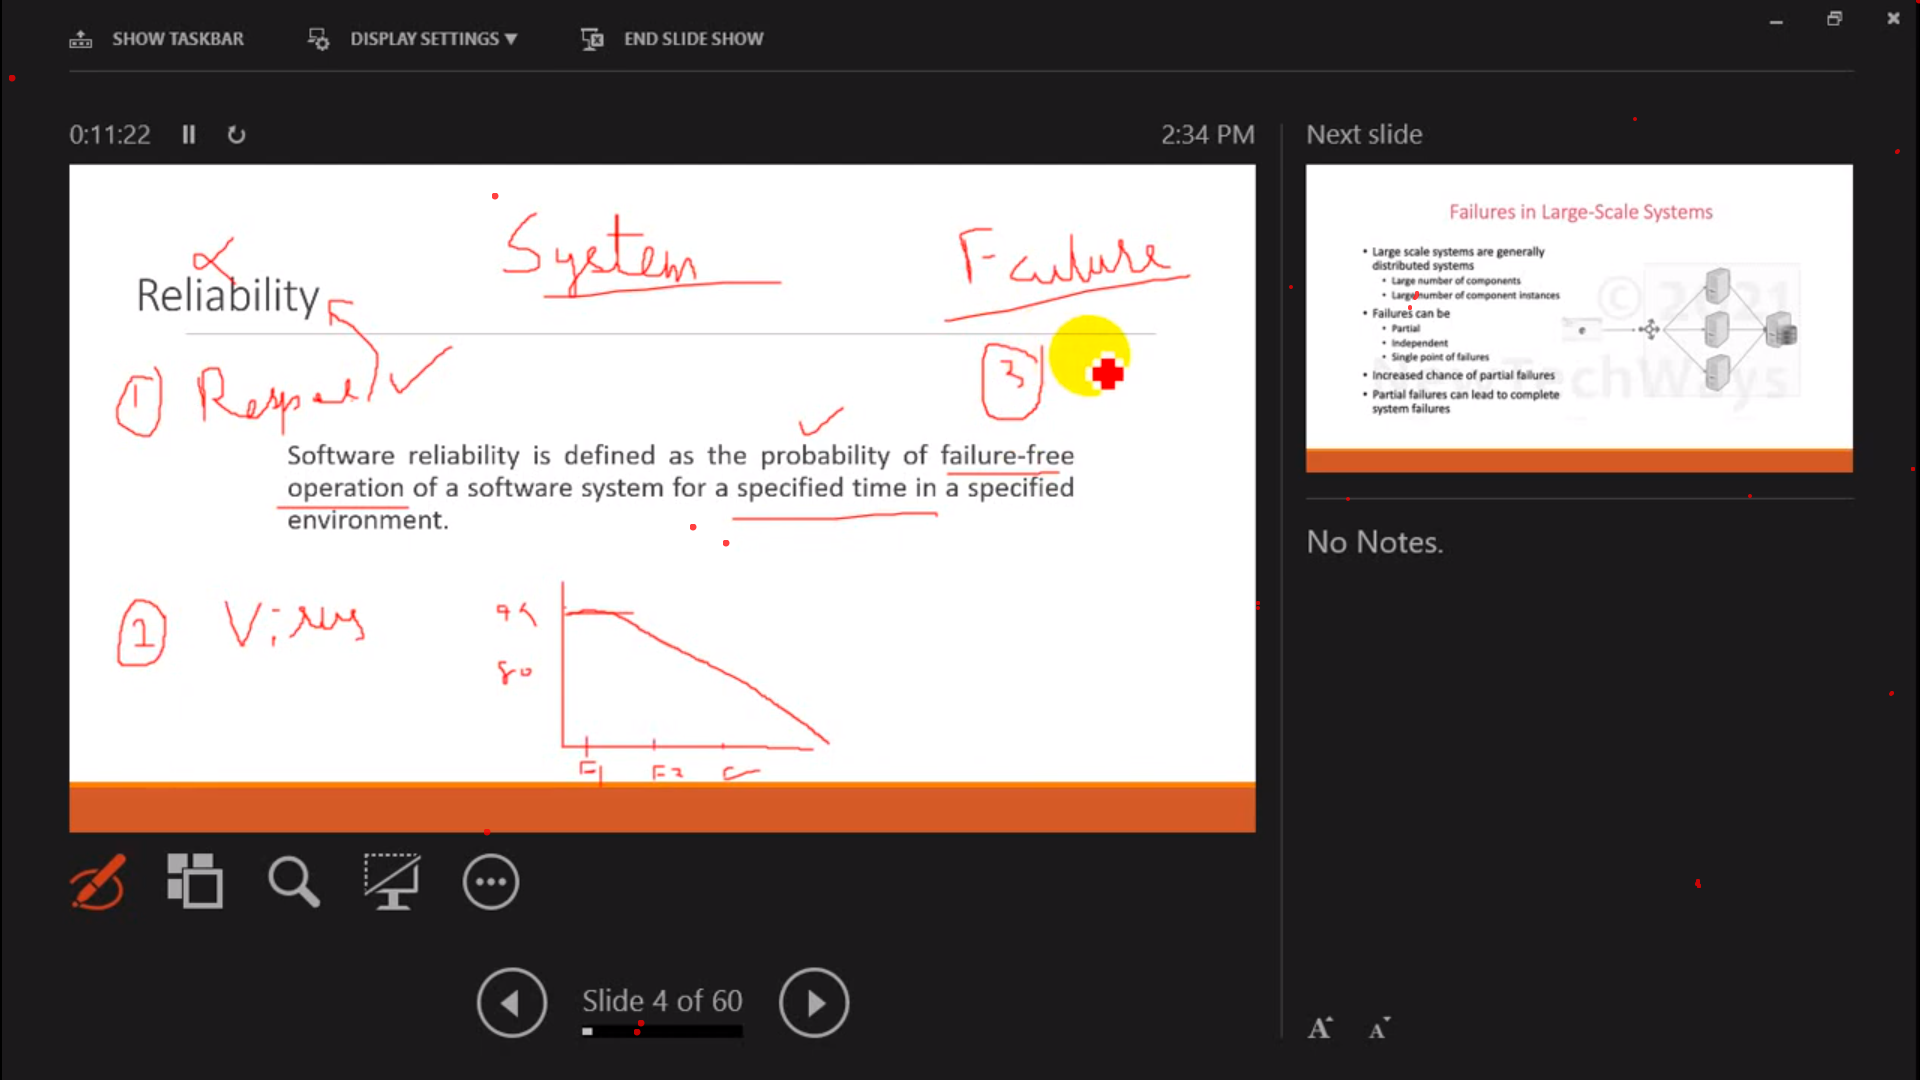 SHOW TASKBAR DISPLAY SETTINGS ▼ END SLIDE SHOW
0:11:22 2:34 PM
System Failure
Reliability
1
3
Software reliability is defined as the probability of failure-free
operation of a software system for a specified time in a specified
environment.
2 Virus
80
F1 F2
Slide 4 of 60
Next slide
Failures in Large-Scale Systems
• Large scale systems are generally
distributed systems
• Large number of components
• Large number of component instances
• Failures can be
• Partial
• Independent
• Single point of failures
• Increased chance of partial failures
• Partial failures can lead to complete
system failures
© 2021
TechWays
No Notes.
A A